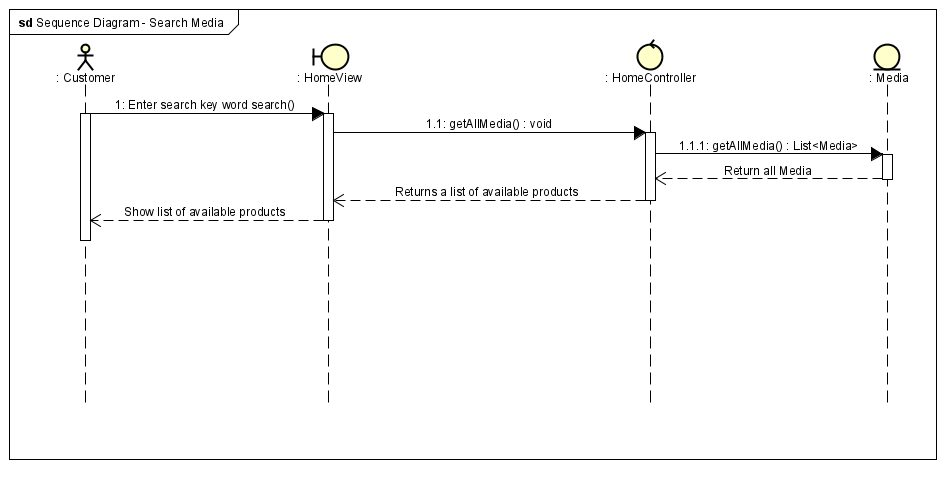 sd Sequence Diagram - Search Media
: Customer
: HomeView
: HomeController
: Media
1: Enter search key word search()
1.1: getAllMedia() : void
1.1.1: getAllMedia() : List<Media>
Return all Media
Returns a list of available products
Show list of available products